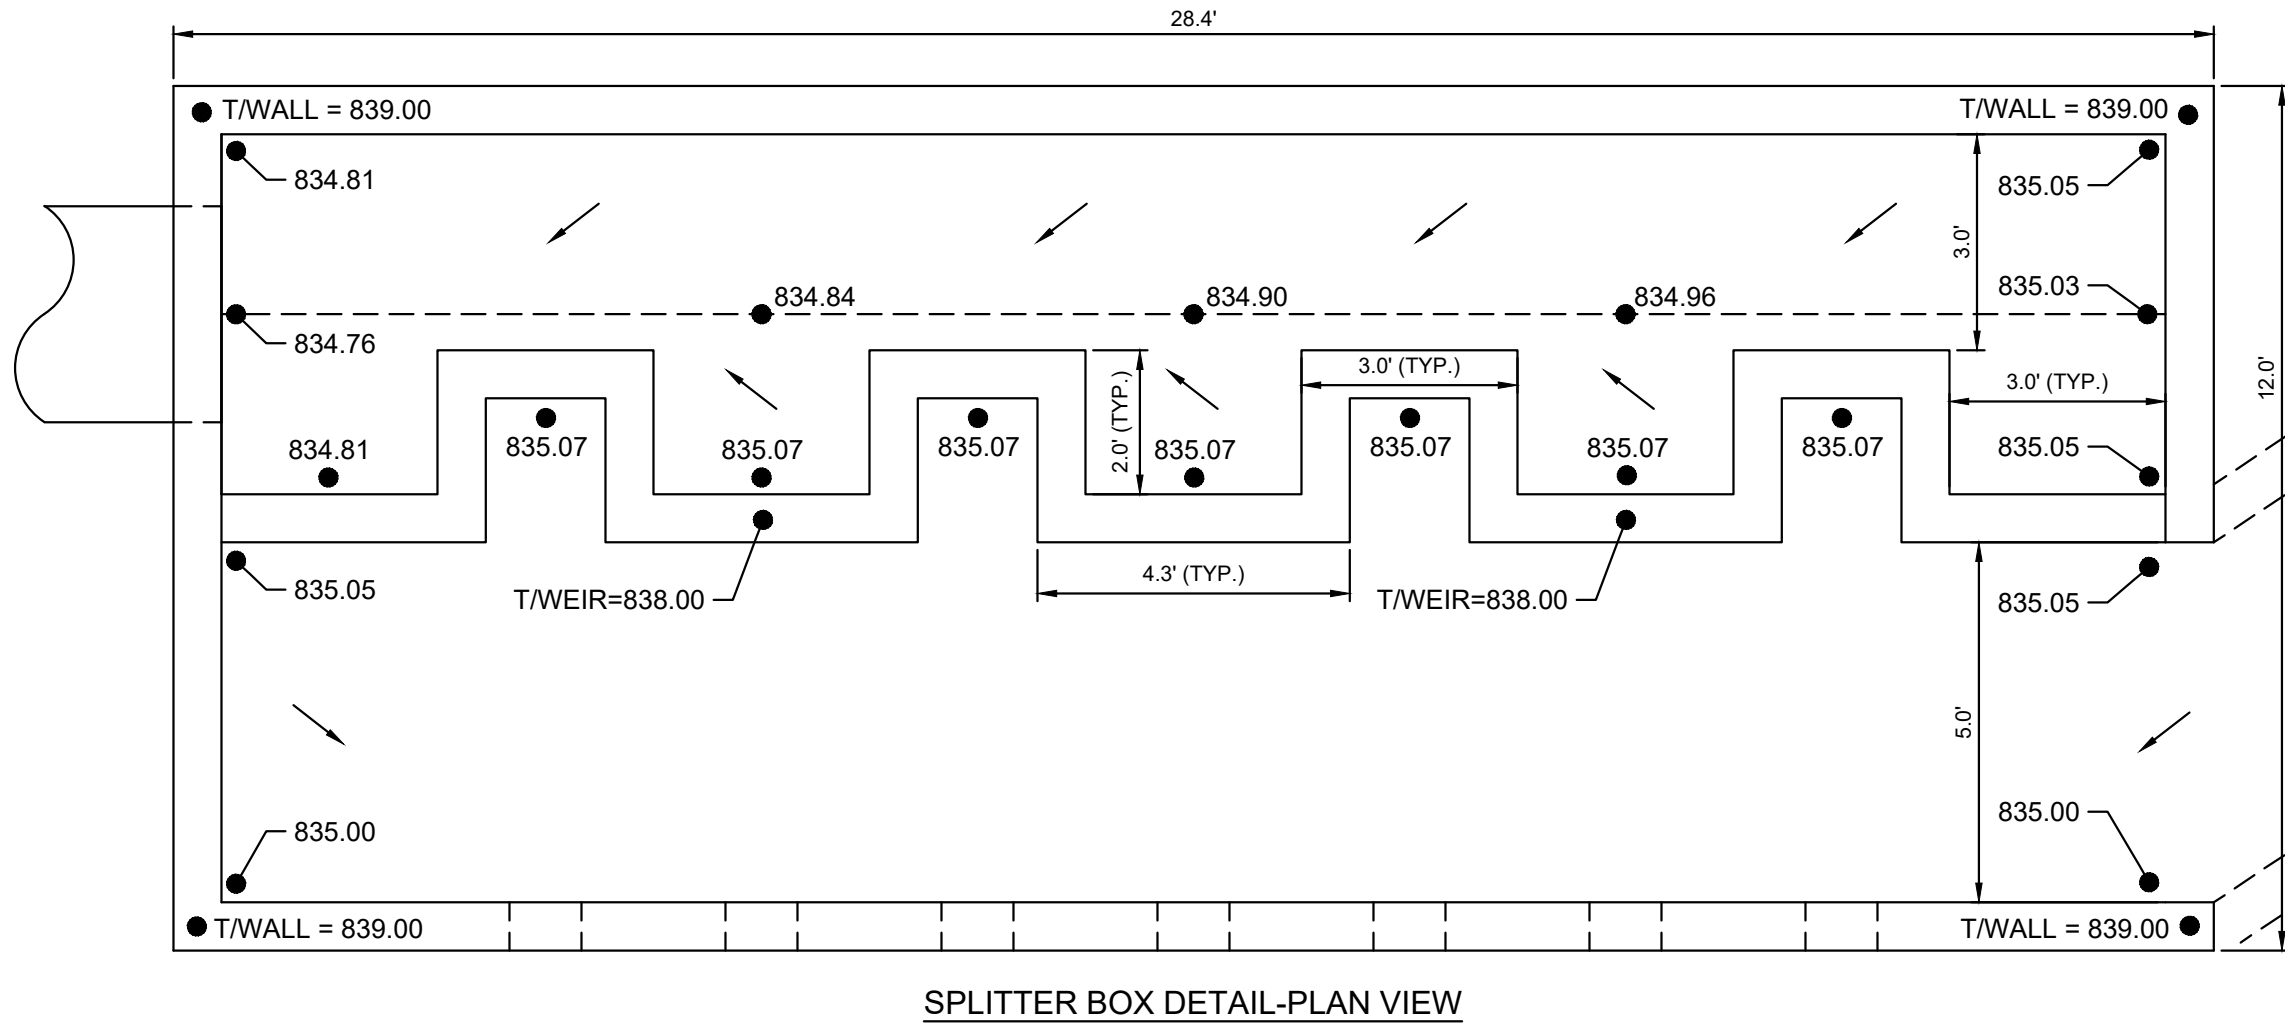 28.4'
T/WALL = 839.00
T/WALL = 839.00
834.81
835.05
3.0'
834.76
834.84
834.90
834.96
835.03
12.0'
2.0' (TYP.)
3.0' (TYP.)
3.0' (TYP.)
834.81
835.07
835.07
835.07
835.07
835.07
835.07
835.07
835.05
835.05
T/WEIR=838.00
4.3' (TYP.)
T/WEIR=838.00
835.05
5.0'
835.00
835.00
T/WALL = 839.00
T/WALL = 839.00
SPLITTER BOX DETAIL-PLAN VIEW